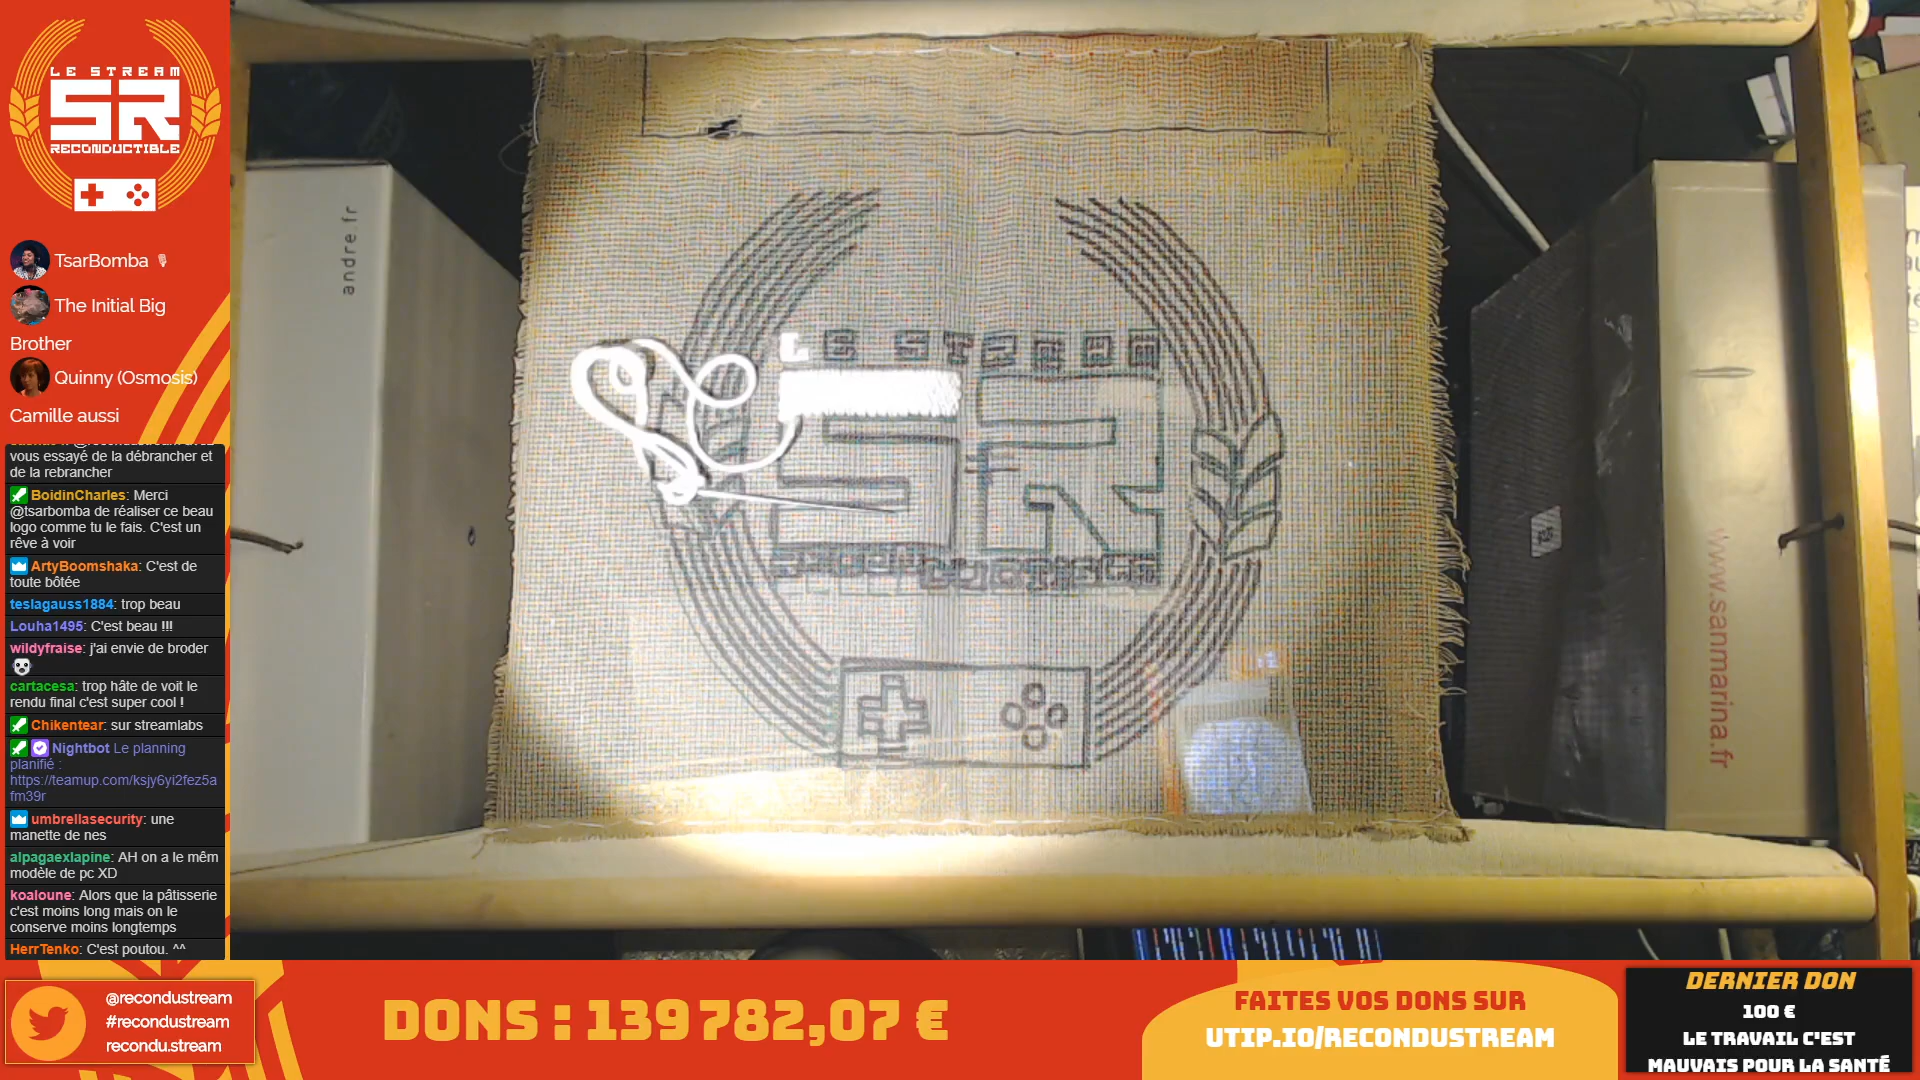 LE STREAM
SR
RECONDUCTIBLE
TsarBomba
The Initial Big
Brother
Quinny (Osmosis)
Camille aussi
vous essayé de la débrancher et
de la rebrancher
BoidinCharles: Merci
@tsarbomba de réaliser ce beau
logo comme tu le fais. C'est un
rêve à voir
ArtyBoomshaka: C'est de
toute bôtée
teslagauss1884: trop beau
Louha1495: C'est beau !!!
wildyfraise: j'ai envie de broder
cartacesa: trop hâte de voit le
rendu final c'est super cool !
Chikentear: sur streamlabs
Nightbot Le planning
planifié :
https://teamup.com/ksjy6yi2fez5a
fm39r
umbrellasecurity: une
manette de nes
alpagaexlapine: AH on a le mêm
modèle de pc XD
koaloune: Alors que la pâtisserie
c'est moins long mais on le
conserve moins longtemps
HerrTenko: C'est poutou. ^^
andre.fr
LE STREAM
SR
RECONDUCTIBLE
www.sanmarina.fr
@recondustream
#recondustream
recondu.stream
DONS : 139 782,07 €
FAITES VOS DONS SUR
UTIP.IO/RECONDUSTREAM
DERNIER DON
100 €
LE TRAVAIL C'EST
MAUVAIS POUR LA SANTÉ